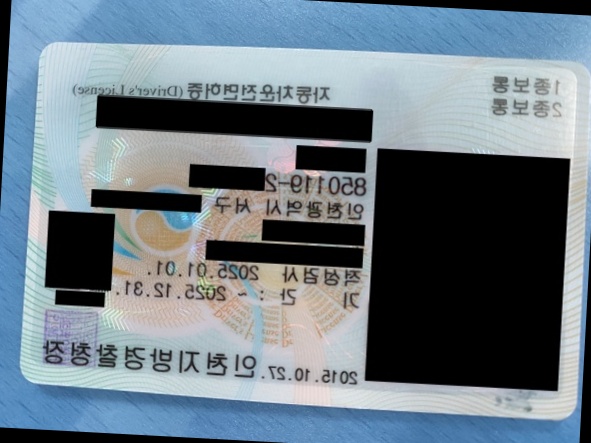 1종보통
2종보통
자동차운전면허증 (Driver's License)
850119-2
인천광역시 서구
적성검사 2025.01.01.
기 간 : ~ 2025.12.31.
2015.10.27.
인천지방경찰청장